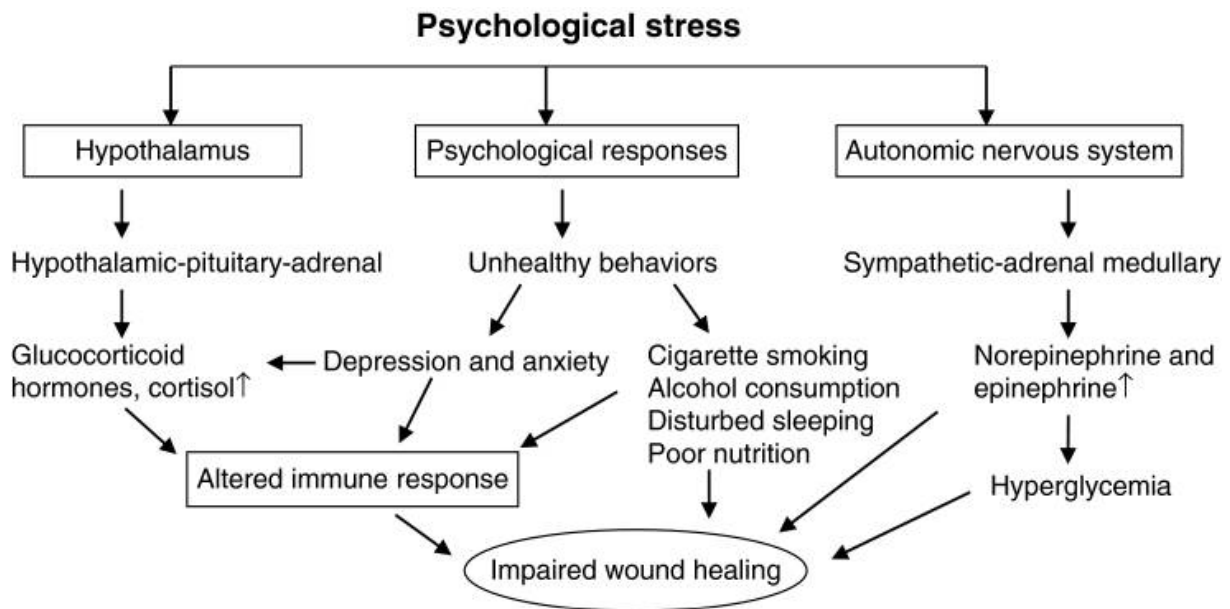 Psychological stress
Hypothalamus
Psychological responses
Autonomic nervous system
Hypothalamic-pituitary-adrenal
Unhealthy behaviors
Sympathetic-adrenal medullary
Glucocorticoid
hormones, cortisol↑
Depression and anxiety
Cigarette smoking
Alcohol consumption
Disturbed sleeping
Poor nutrition
Norepinephrine and
epinephrine↑
Altered immune response
Hyperglycemia
Impaired wound healing